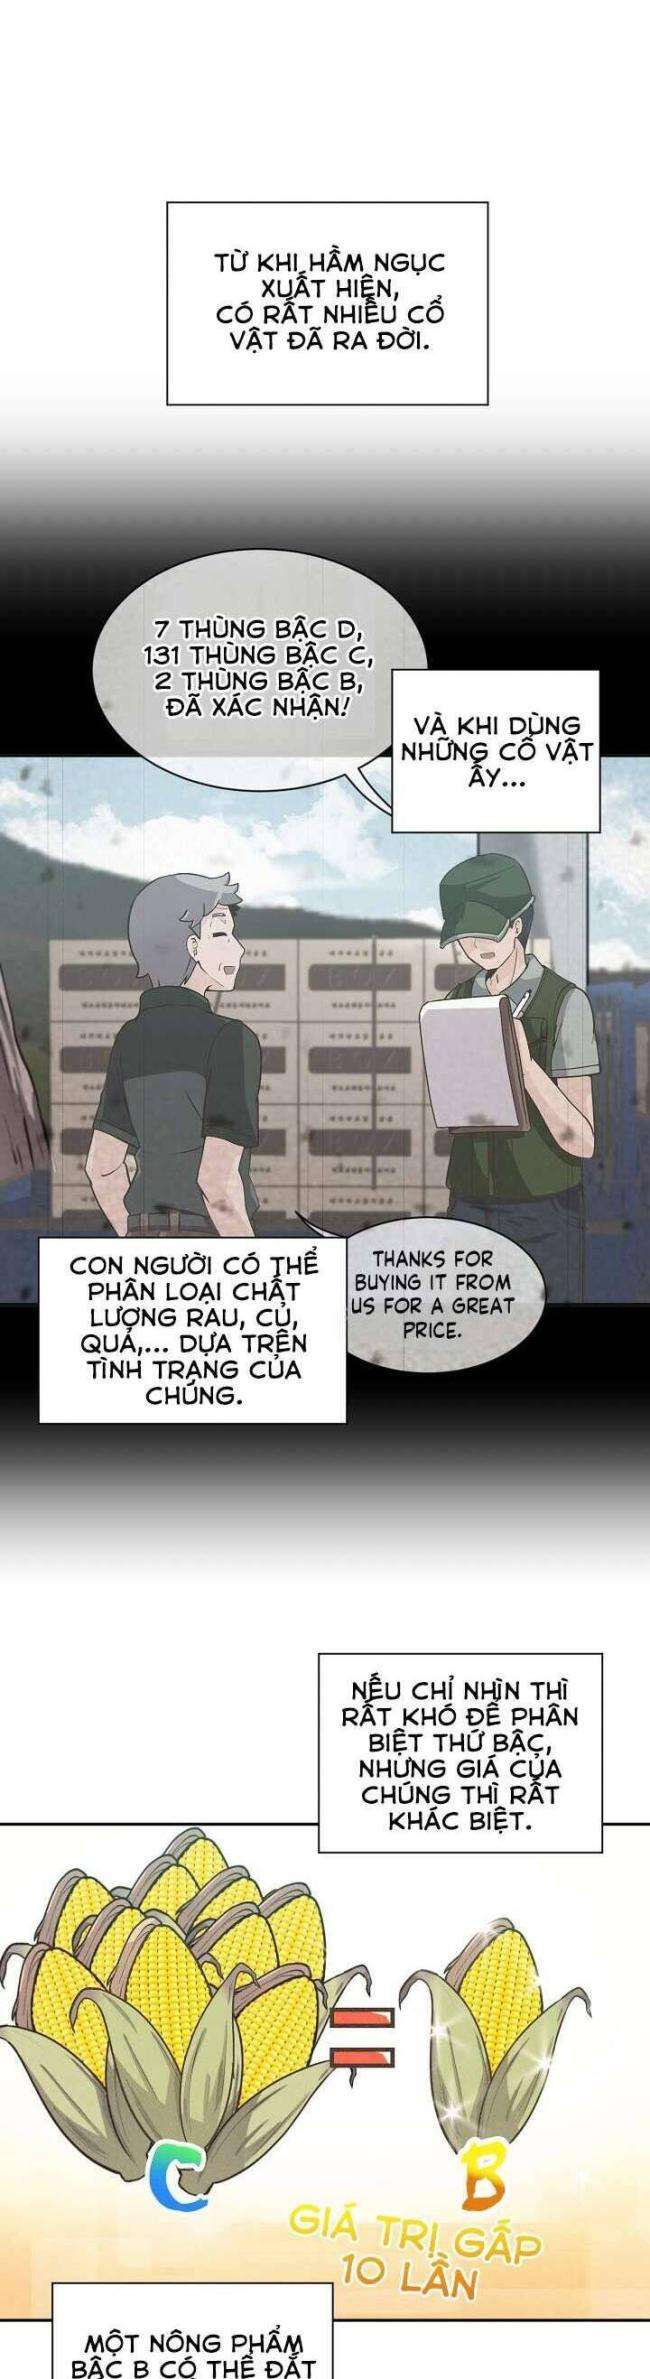 TỪ KHI HẦM NGỤC
XUẤT HIỆN,
CÓ RẤT NHIỀU CỔ
VẬT ĐÃ RA ĐỜI.
7 THÙNG BẬC D,
131 THÙNG BẬC C,
2 THÙNG BẬC B,
ĐÃ XÁC NHẬN!
VÀ KHI DÙNG
NHỮNG CỔ VẬT
ẤY...
CON NGƯỜI CÓ THỂ
PHÂN LOẠI CHẤT
LƯỢNG RAU, CỦ,
QUẢ,... DỰA TRÊN
TÌNH TRẠNG CỦA
CHÚNG.
THANKS FOR
BUYING IT FROM
US FOR A GREAT
PRICE.
NẾU CHỈ NHÌN THÌ
RẤT KHÓ ĐỂ PHÂN
BIỆT THỨ BẬC,
NHƯNG GIÁ CỦA
CHÚNG THÌ RẤT
KHÁC BIỆT.
=
C
B
GIÁ TRỊ GẤP
10 LẦN
MỘT NÔNG PHẨM
BẬC B CÓ THỂ ĐẮT